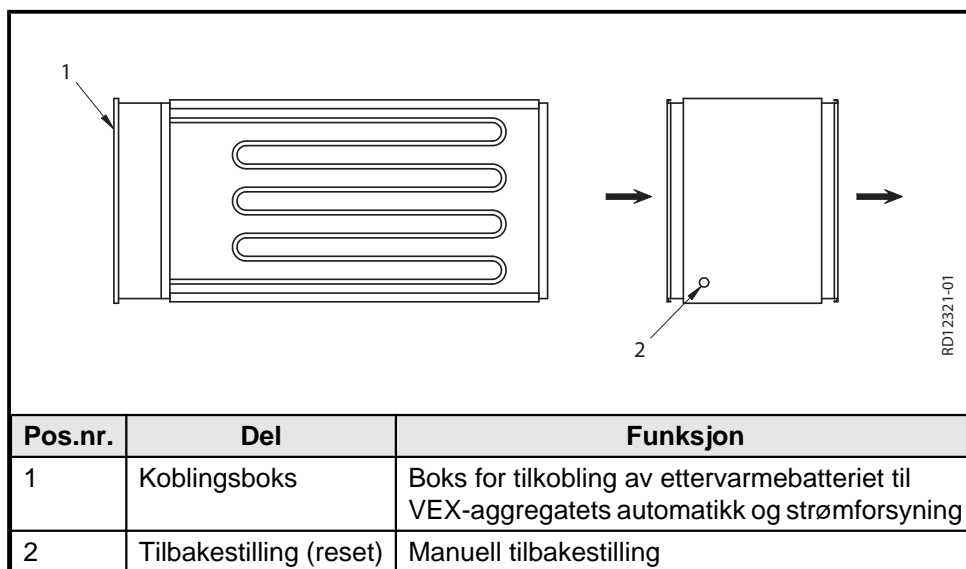 1
2
RD12321-01
Pos.nr. Del Funksjon
1 Koblingsboks Boks for tilkobling av ettervarmebatteriet til
VEX-aggregatets automatikk og strømforsyning
2 Tilbakestilling (reset) Manuell tilbakestilling